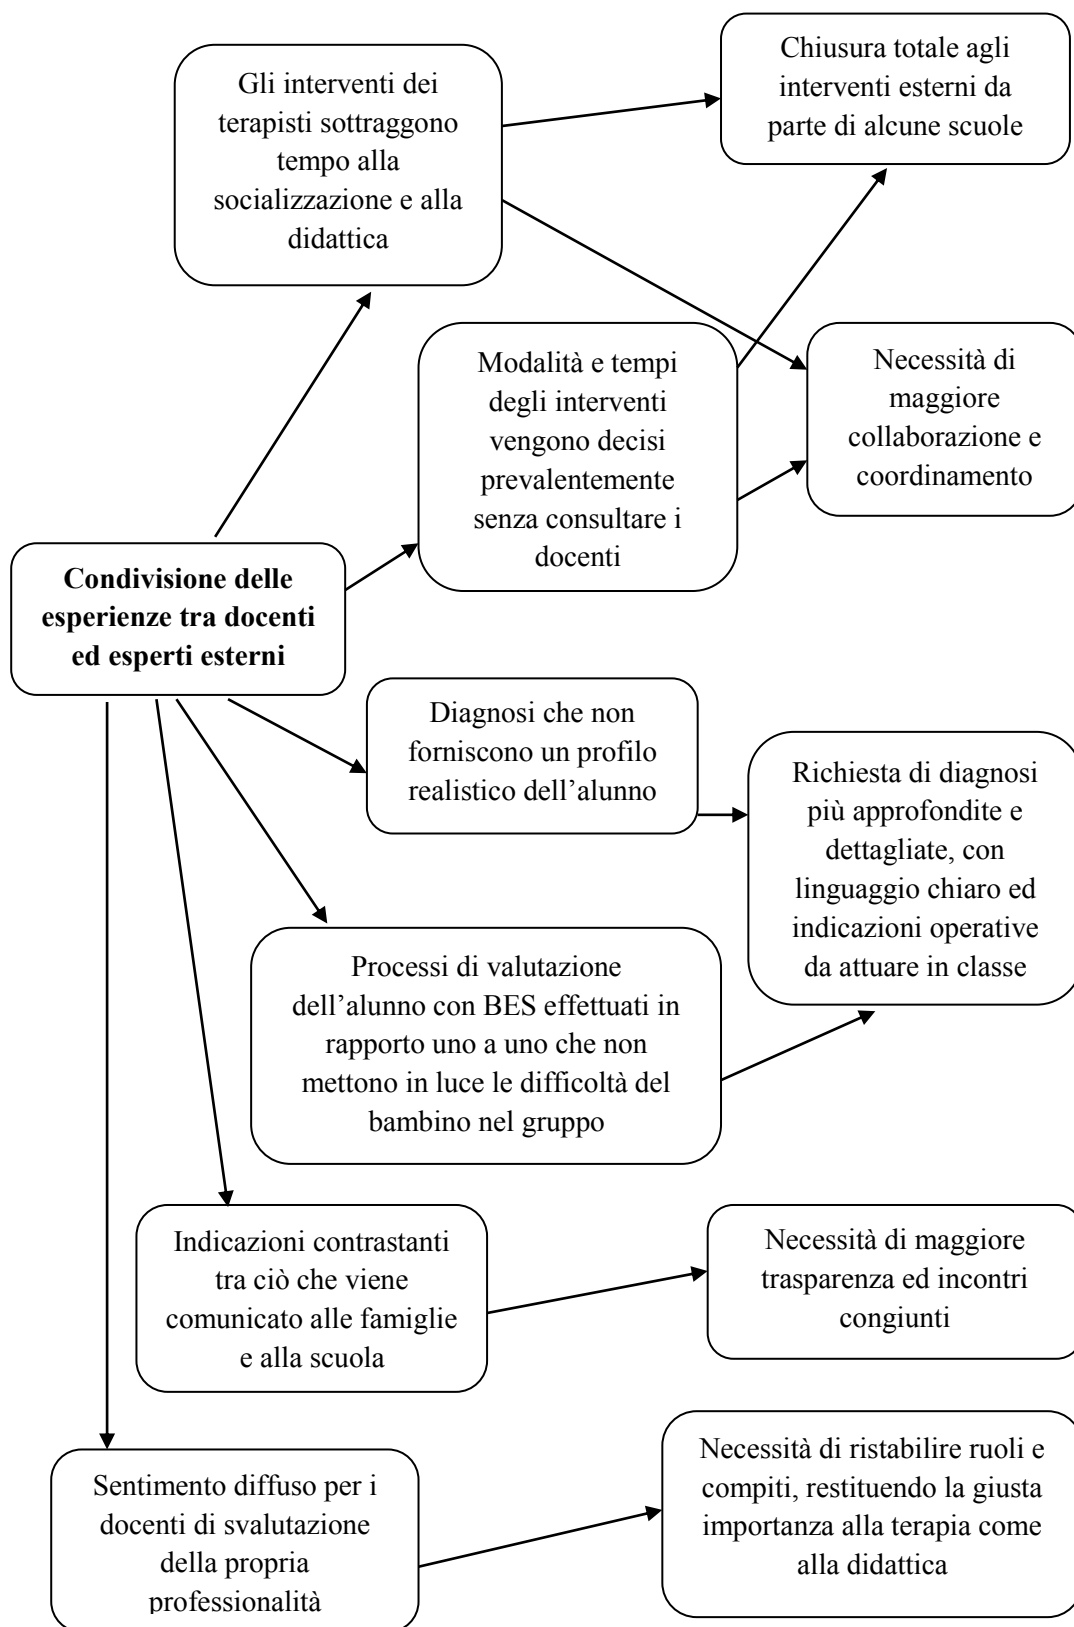 Gli interventi dei
terapisti sottraggono
tempo alla
socializzazione e alla
didattica
Chiusura totale agli
interventi esterni da
parte di alcune scuole
Modalità e tempi
degli interventi
vengono decisi
prevalentemente
senza consultare i
docenti
Necessità di
maggiore
collaborazione e
coordinamento
Condivisione delle
esperienze tra docenti
ed esperti esterni
Diagnosi che non
forniscono un profilo
realistico dell’alunno
Richiesta di diagnosi
più approfondite e
dettagliate, con
linguaggio chiaro ed
indicazioni operative
da attuare in classe
Processi di valutazione
dell’alunno con BES effettuati in
rapporto uno a uno che non
mettono in luce le difficoltà del
bambino nel gruppo
Indicazioni contrastanti
tra ciò che viene
comunicato alle famiglie
e alla scuola
Necessità di maggiore
trasparenza ed incontri
congiunti
Sentimento diffuso per i
docenti di svalutazione
della propria
professionalità
Necessità di ristabilire ruoli e
compiti, restituendo la giusta
importanza alla terapia come
alla didattica